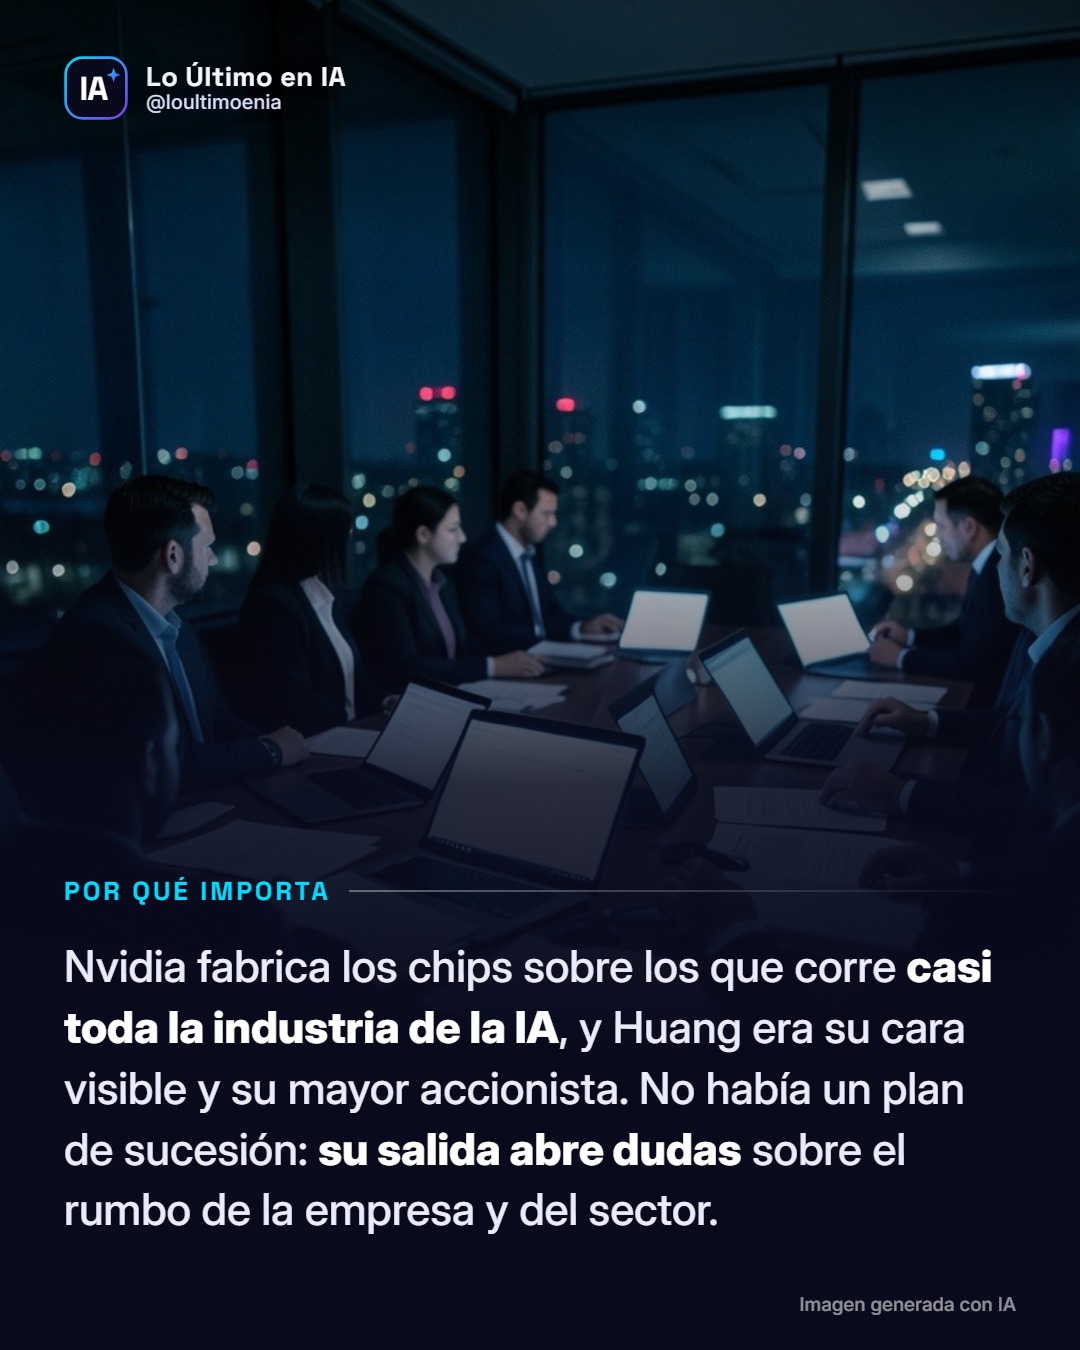 IA
Lo Último en IA
@loultimoenia
POR QUÉ IMPORTA
Nvidia fabrica los chips sobre los que corre casi
toda la industria de la IA, y Huang era su cara
visible y su mayor accionista. No había un plan
de sucesión: su salida abre dudas sobre el
rumbo de la empresa y del sector.
Imagen generada con IA